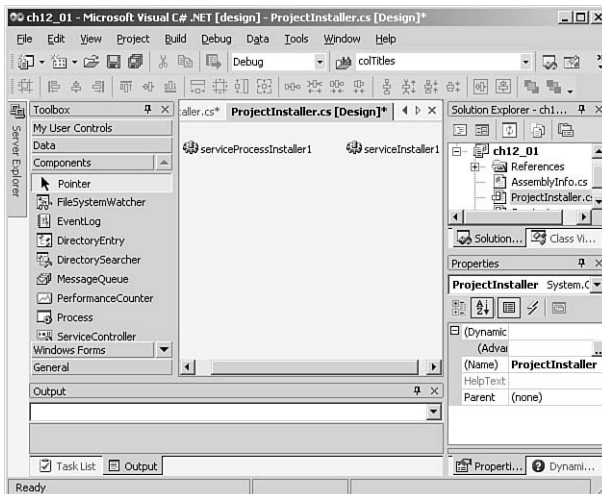 ch12_01 - Microsoft Visual C# .NET [design] - ProjectInstaller.cs [Design]*
File Edit View Project Build Debug Data Tools Window Help
Debug colTitles
Server Explorer
Toolbox
My User Controls
Data
Components
Pointer
FileSystemWatcher
EventLog
DirectoryEntry
DirectorySearcher
MessageQueue
PerformanceCounter
Process
ServiceController
Windows Forms
General
aller.cs* ProjectInstaller.cs [Design]*
serviceProcessInstaller1 serviceInstaller1
Solution Explorer - ch1...
ch12_01
References
AssemblyInfo.cs
ProjectInstaller.cs
Solution... Class Vi...
Properties
ProjectInstaller System.C
(Dynamic
(Advan
...
(Name) ProjectInstaller
HelpText
Parent (none)
Output
Task List Output
Properti... Dynami...
Ready